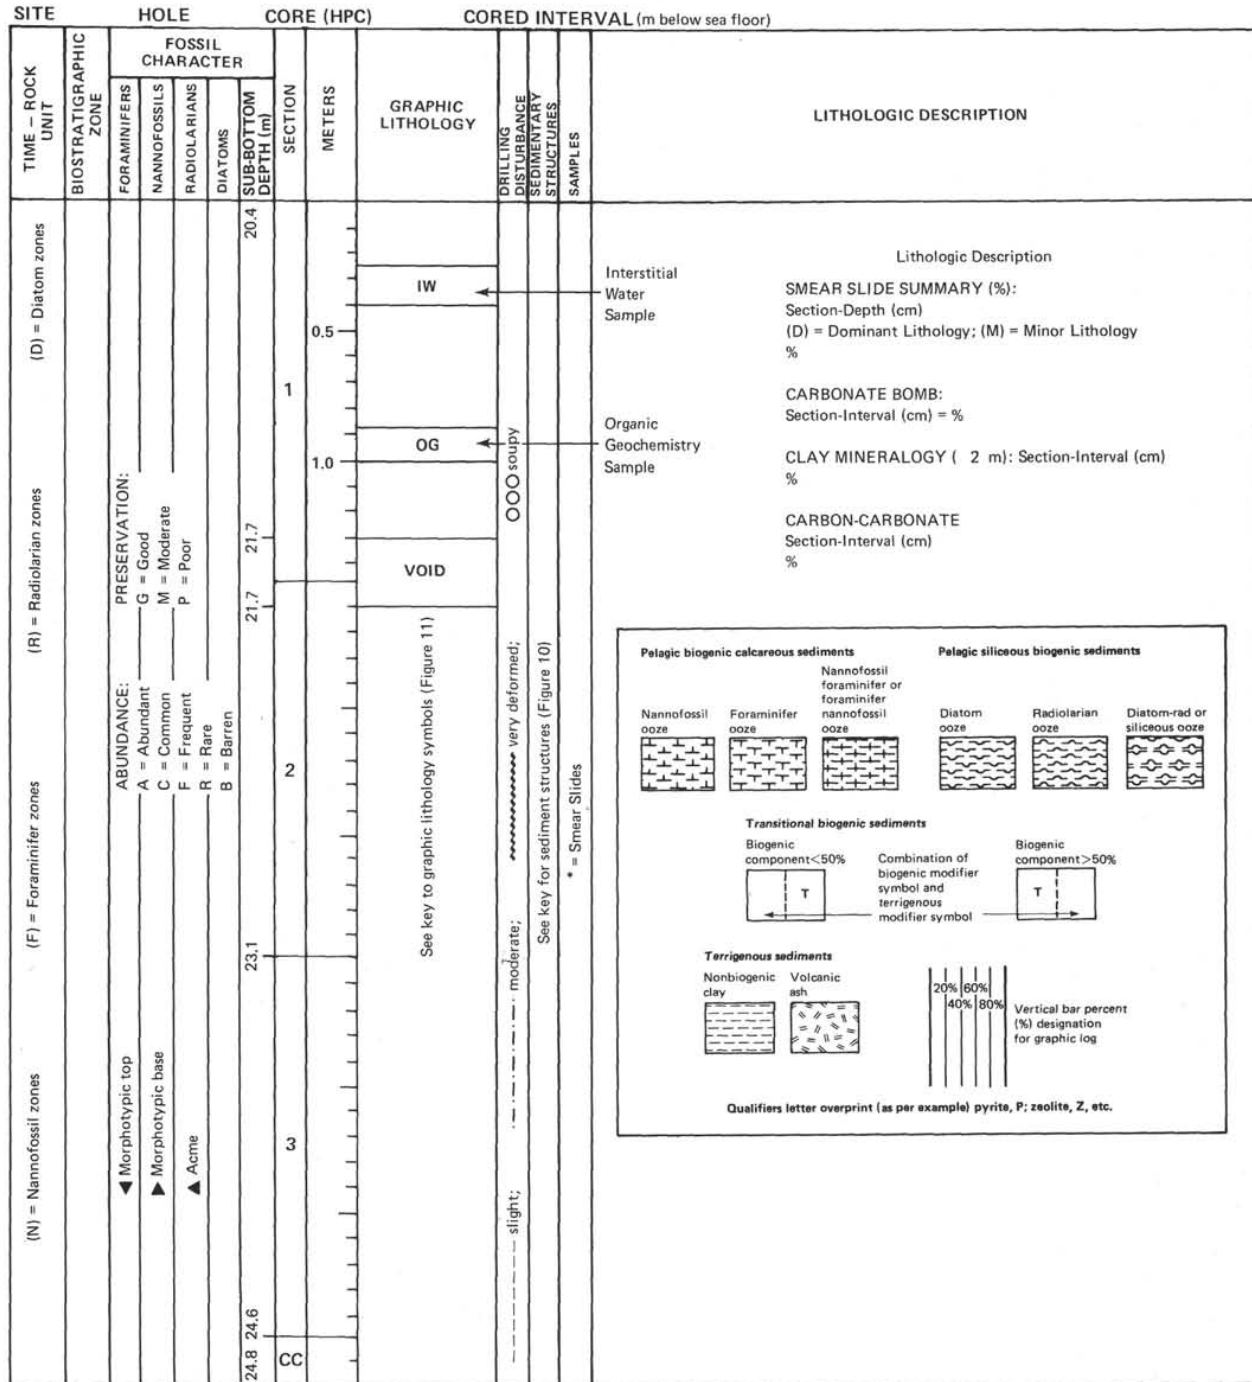 SITE HOLE CORE (HPC) CORED INTERVAL (m below sea floor)
TIME – ROCK
UNIT
BIOSTRATIGRAPHIC
ZONE
FOSSIL
CHARACTER
FORAMINIFERS
NANNOFOSSILS
RADIOLARIANS
DIATOMS
SUB-BOTTOM
DEPTH (m)
SECTION
METERS
GRAPHIC
LITHOLOGY
DRILLING
DISTURBANCE
SEDIMENTARY
STRUCTURES
SAMPLES
LITHOLOGIC DESCRIPTION
(D) = Diatom zones
(R) = Radiolarian zones
(F) = Foraminifer zones
(N) = Nannofossil zones
PRESERVATION:
G = Good
M = Moderate
P = Poor
ABUNDANCE:
A = Abundant
C = Common
F = Frequent
R = Rare
B = Barren
◀ Morphotypic top
▶ Morphotypic base
▲ Acme
20.4
21.7
21.7
23.1
24.6
24.8
1
2
3
CC
0.5
1.0
IW
OG
VOID
See key to graphic lithology symbols (Figure 11)
OOO soupy
very deformed;
moderate;
slight;
See key for sediment structures (Figure 10)
* = Smear Slides
Interstitial
Water
Sample
Organic
Geochemistry
Sample
Lithologic Description
SMEAR SLIDE SUMMARY (%):
Section-Depth (cm)
(D) = Dominant Lithology; (M) = Minor Lithology
%
CARBONATE BOMB:
Section-Interval (cm) = %
CLAY MINERALOGY ( 2 m): Section-Interval (cm)
%
CARBON-CARBONATE
Section-Interval (cm)
%
Pelagic biogenic calcareous sediments
Nannofossil
ooze
Foraminifer
ooze
Nannofossil
foraminifer or
foraminifer
nannofossil
ooze
Pelagic siliceous biogenic sediments
Diatom
ooze
Radiolarian
ooze
Diatom-rad or
siliceous ooze
Transitional biogenic sediments
Biogenic
component<50%
T
Combination of
biogenic modifier
symbol and
terrigenous
modifier symbol
Biogenic
component>50%
T
Terrigenous sediments
Nonbiogenic
clay
Volcanic
ash
20% 60%
40% 80%
Vertical bar percent
(%) designation
for graphic log
Qualifiers letter overprint (as per example) pyrite, P; zeolite, Z, etc.